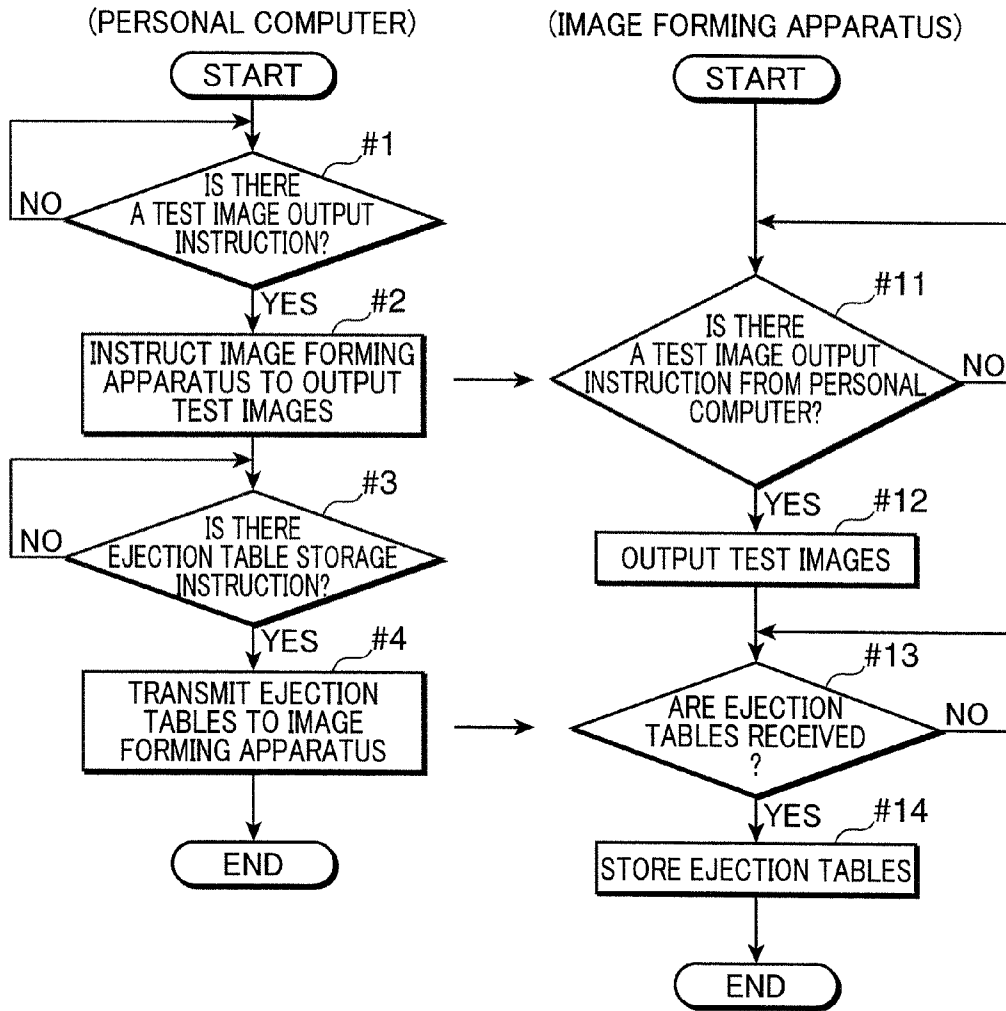 (PERSONAL COMPUTER)
START
#1
IS THERE
A TEST IMAGE OUTPUT
INSTRUCTION?
NO
YES
#2
INSTRUCT IMAGE FORMING
APPARATUS TO OUTPUT
TEST IMAGES
#3
IS THERE
EJECTION TABLE STORAGE
INSTRUCTION?
NO
YES
#4
TRANSMIT EJECTION
TABLES TO IMAGE
FORMING APPARATUS
END
(IMAGE FORMING APPARATUS)
START
#11
IS THERE
A TEST IMAGE OUTPUT
INSTRUCTION FROM PERSONAL
COMPUTER?
NO
YES
#12
OUTPUT TEST IMAGES
#13
ARE EJECTION
TABLES RECEIVED
?
NO
YES
#14
STORE EJECTION TABLES
END